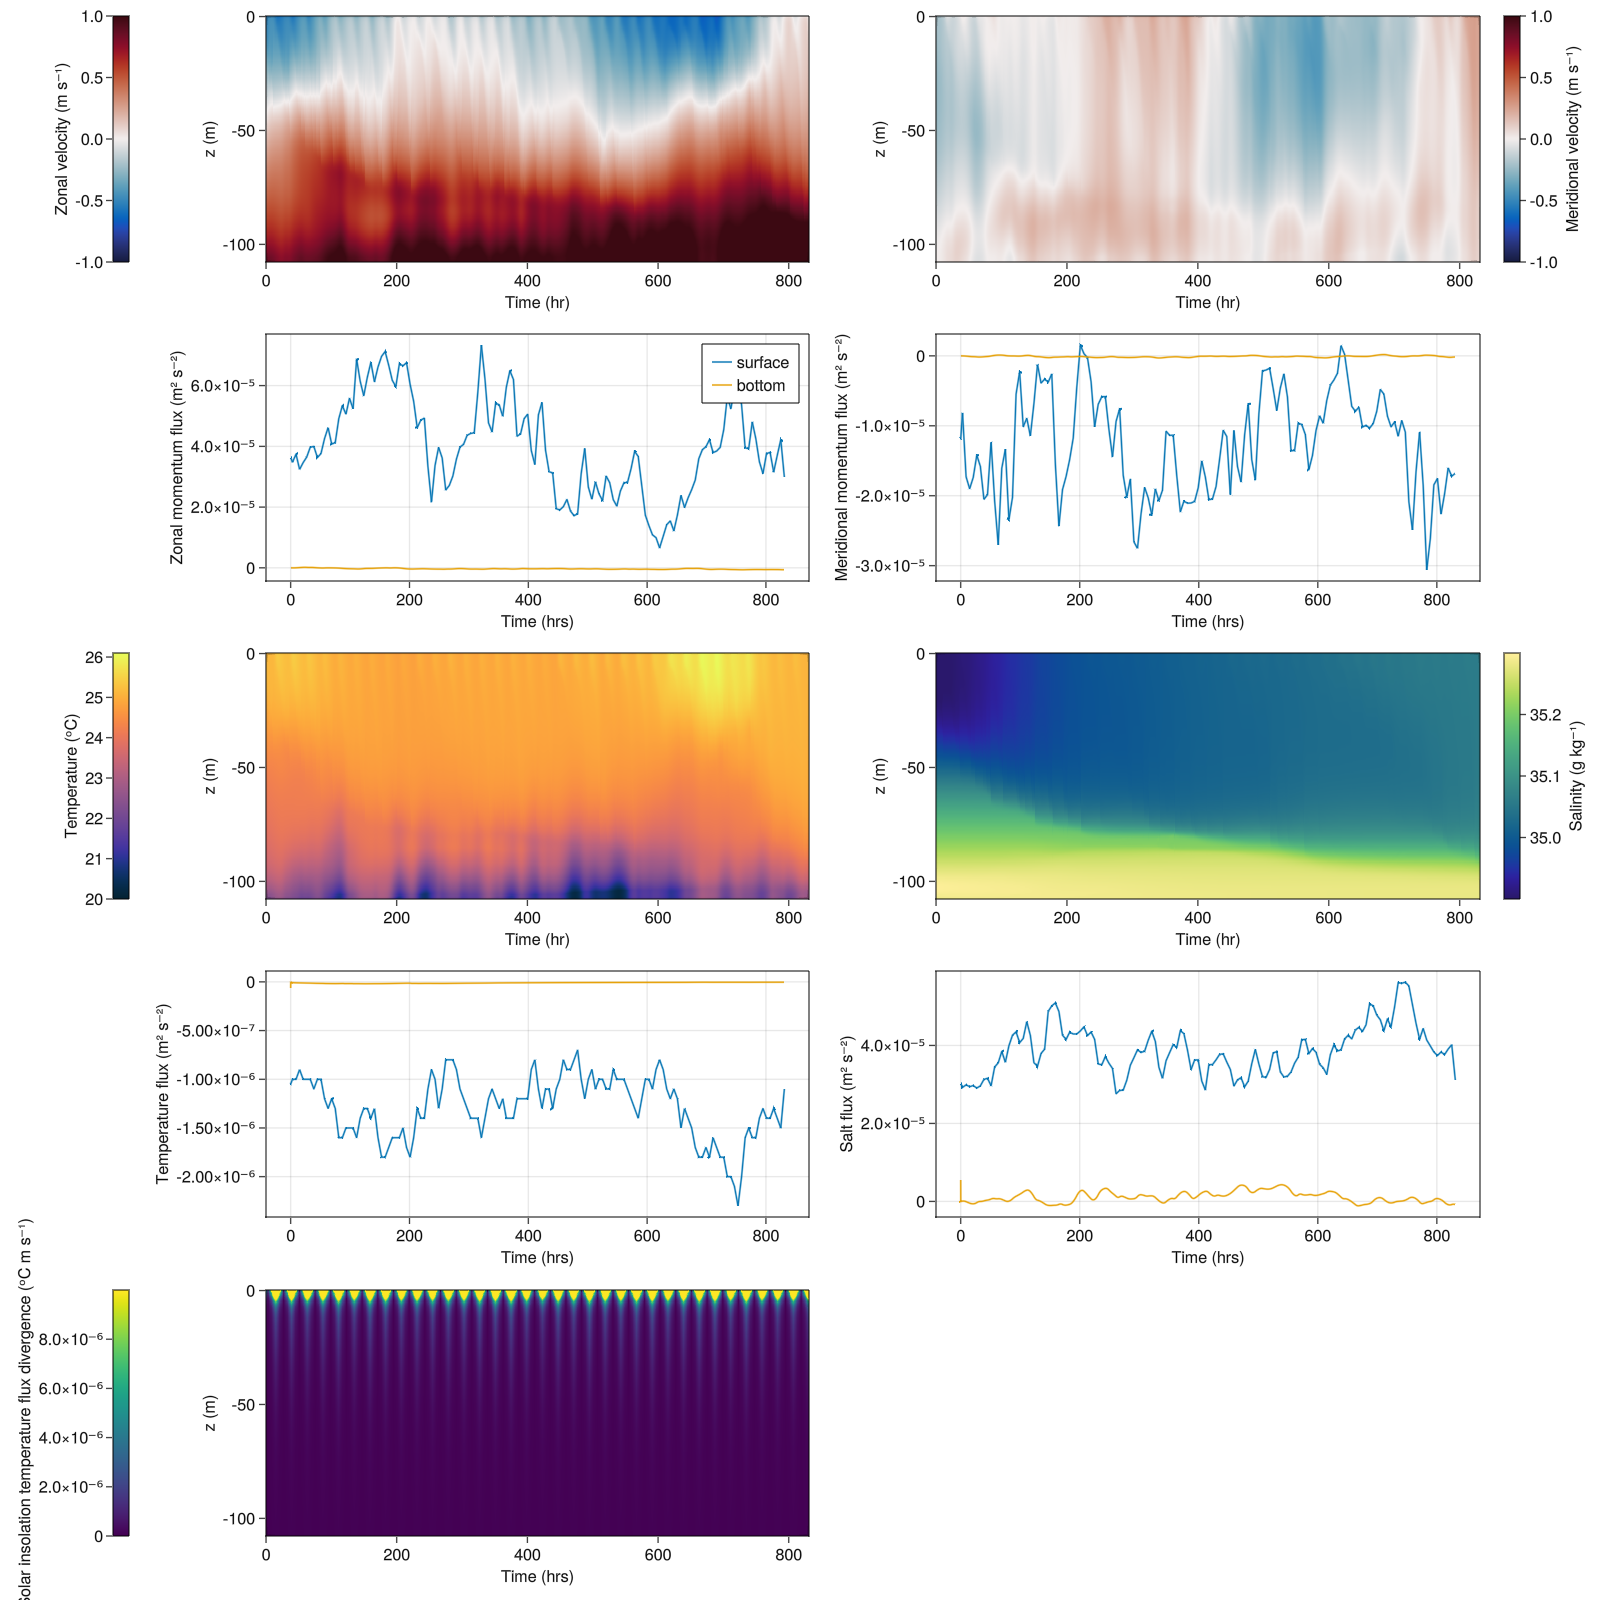 1.0
0.5
0.0
-0.5
-1.0
Zonal velocity (m s⁻¹)
0
-50
-100
z (m)
0 200 400 600 800
Time (hr)
0
-50
-100
z (m)
0 200 400 600 800
Time (hr)
1.0
0.5
0.0
-0.5
-1.0
Meridional velocity (m s⁻¹)
Zonal momentum flux (m² s⁻²)
6.0×10⁻⁵
4.0×10⁻⁵
2.0×10⁻⁵
0
surface
bottom
0 200 400 600 800
Time (hrs)
Meridional momentum flux (m² s⁻²)
0
-1.0×10⁻⁵
-2.0×10⁻⁵
-3.0×10⁻⁵
0 200 400 600 800
Time (hrs)
26
25
24
23
22
21
20
Temperature (°C)
0
-50
-100
z (m)
0 200 400 600 800
Time (hr)
0
-50
-100
z (m)
0 200 400 600 800
Time (hr)
35.2
35.1
35.0
Salinity (g kg⁻¹)
Temperature flux (m² s⁻²)
0
-5.00×10⁻⁷
-1.00×10⁻⁶
-1.50×10⁻⁶
-2.00×10⁻⁶
0 200 400 600 800
Time (hrs)
Salt flux (m² s⁻²)
4.0×10⁻⁵
2.0×10⁻⁵
0
0 200 400 600 800
Time (hrs)
insolation temperature flux divergence (°C m s⁻¹)
8.0×10⁻⁶
6.0×10⁻⁶
4.0×10⁻⁶
2.0×10⁻⁶
0
0
-50
-100
z (m)
0 200 400 600 800
Time (hrs)